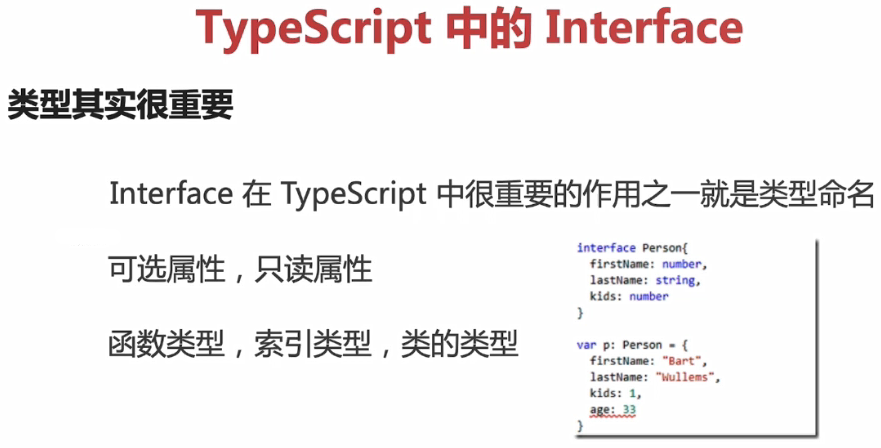 TypeScript 中的 Interface
类型其实很重要
Interface 在 TypeScript 中很重要的作用之一就是类型命名
可选属性，只读属性
函数类型，索引类型，类的类型
interface Person{
firstName: number,
lastName: string,
kids: number
}
var p: Person = {
firstName: "Bart",
lastName: "Wullems",
kids: 1,
age: 33
}